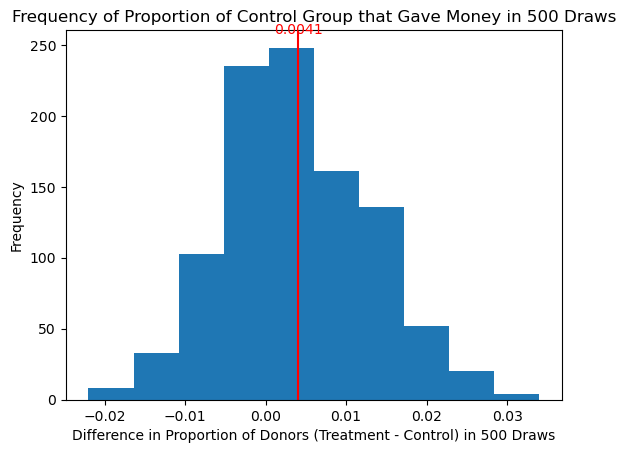 Frequency of Proportion of Control Group that Gave Money in 500 Draws
0.0041
250
200
150
100
50
0
Frequency
−0.02 −0.01 0.00 0.01 0.02 0.03
Difference in Proportion of Donors (Treatment - Control) in 500 Draws